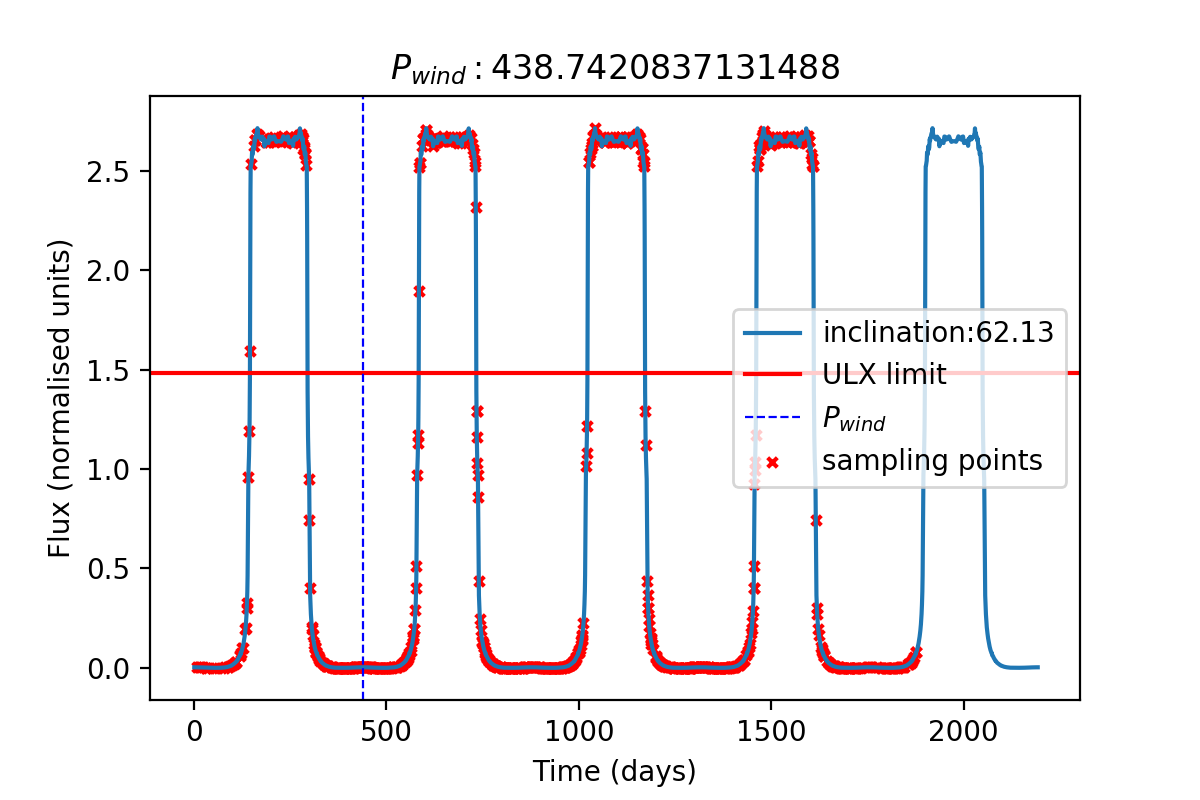 P_wind : 438.7420837131488
Flux (normalised units)
2.5
2.0
1.5
1.0
0.5
0.0
inclination:62.13
ULX limit
P_wind
sampling points
0 500 1000 1500 2000
Time (days)